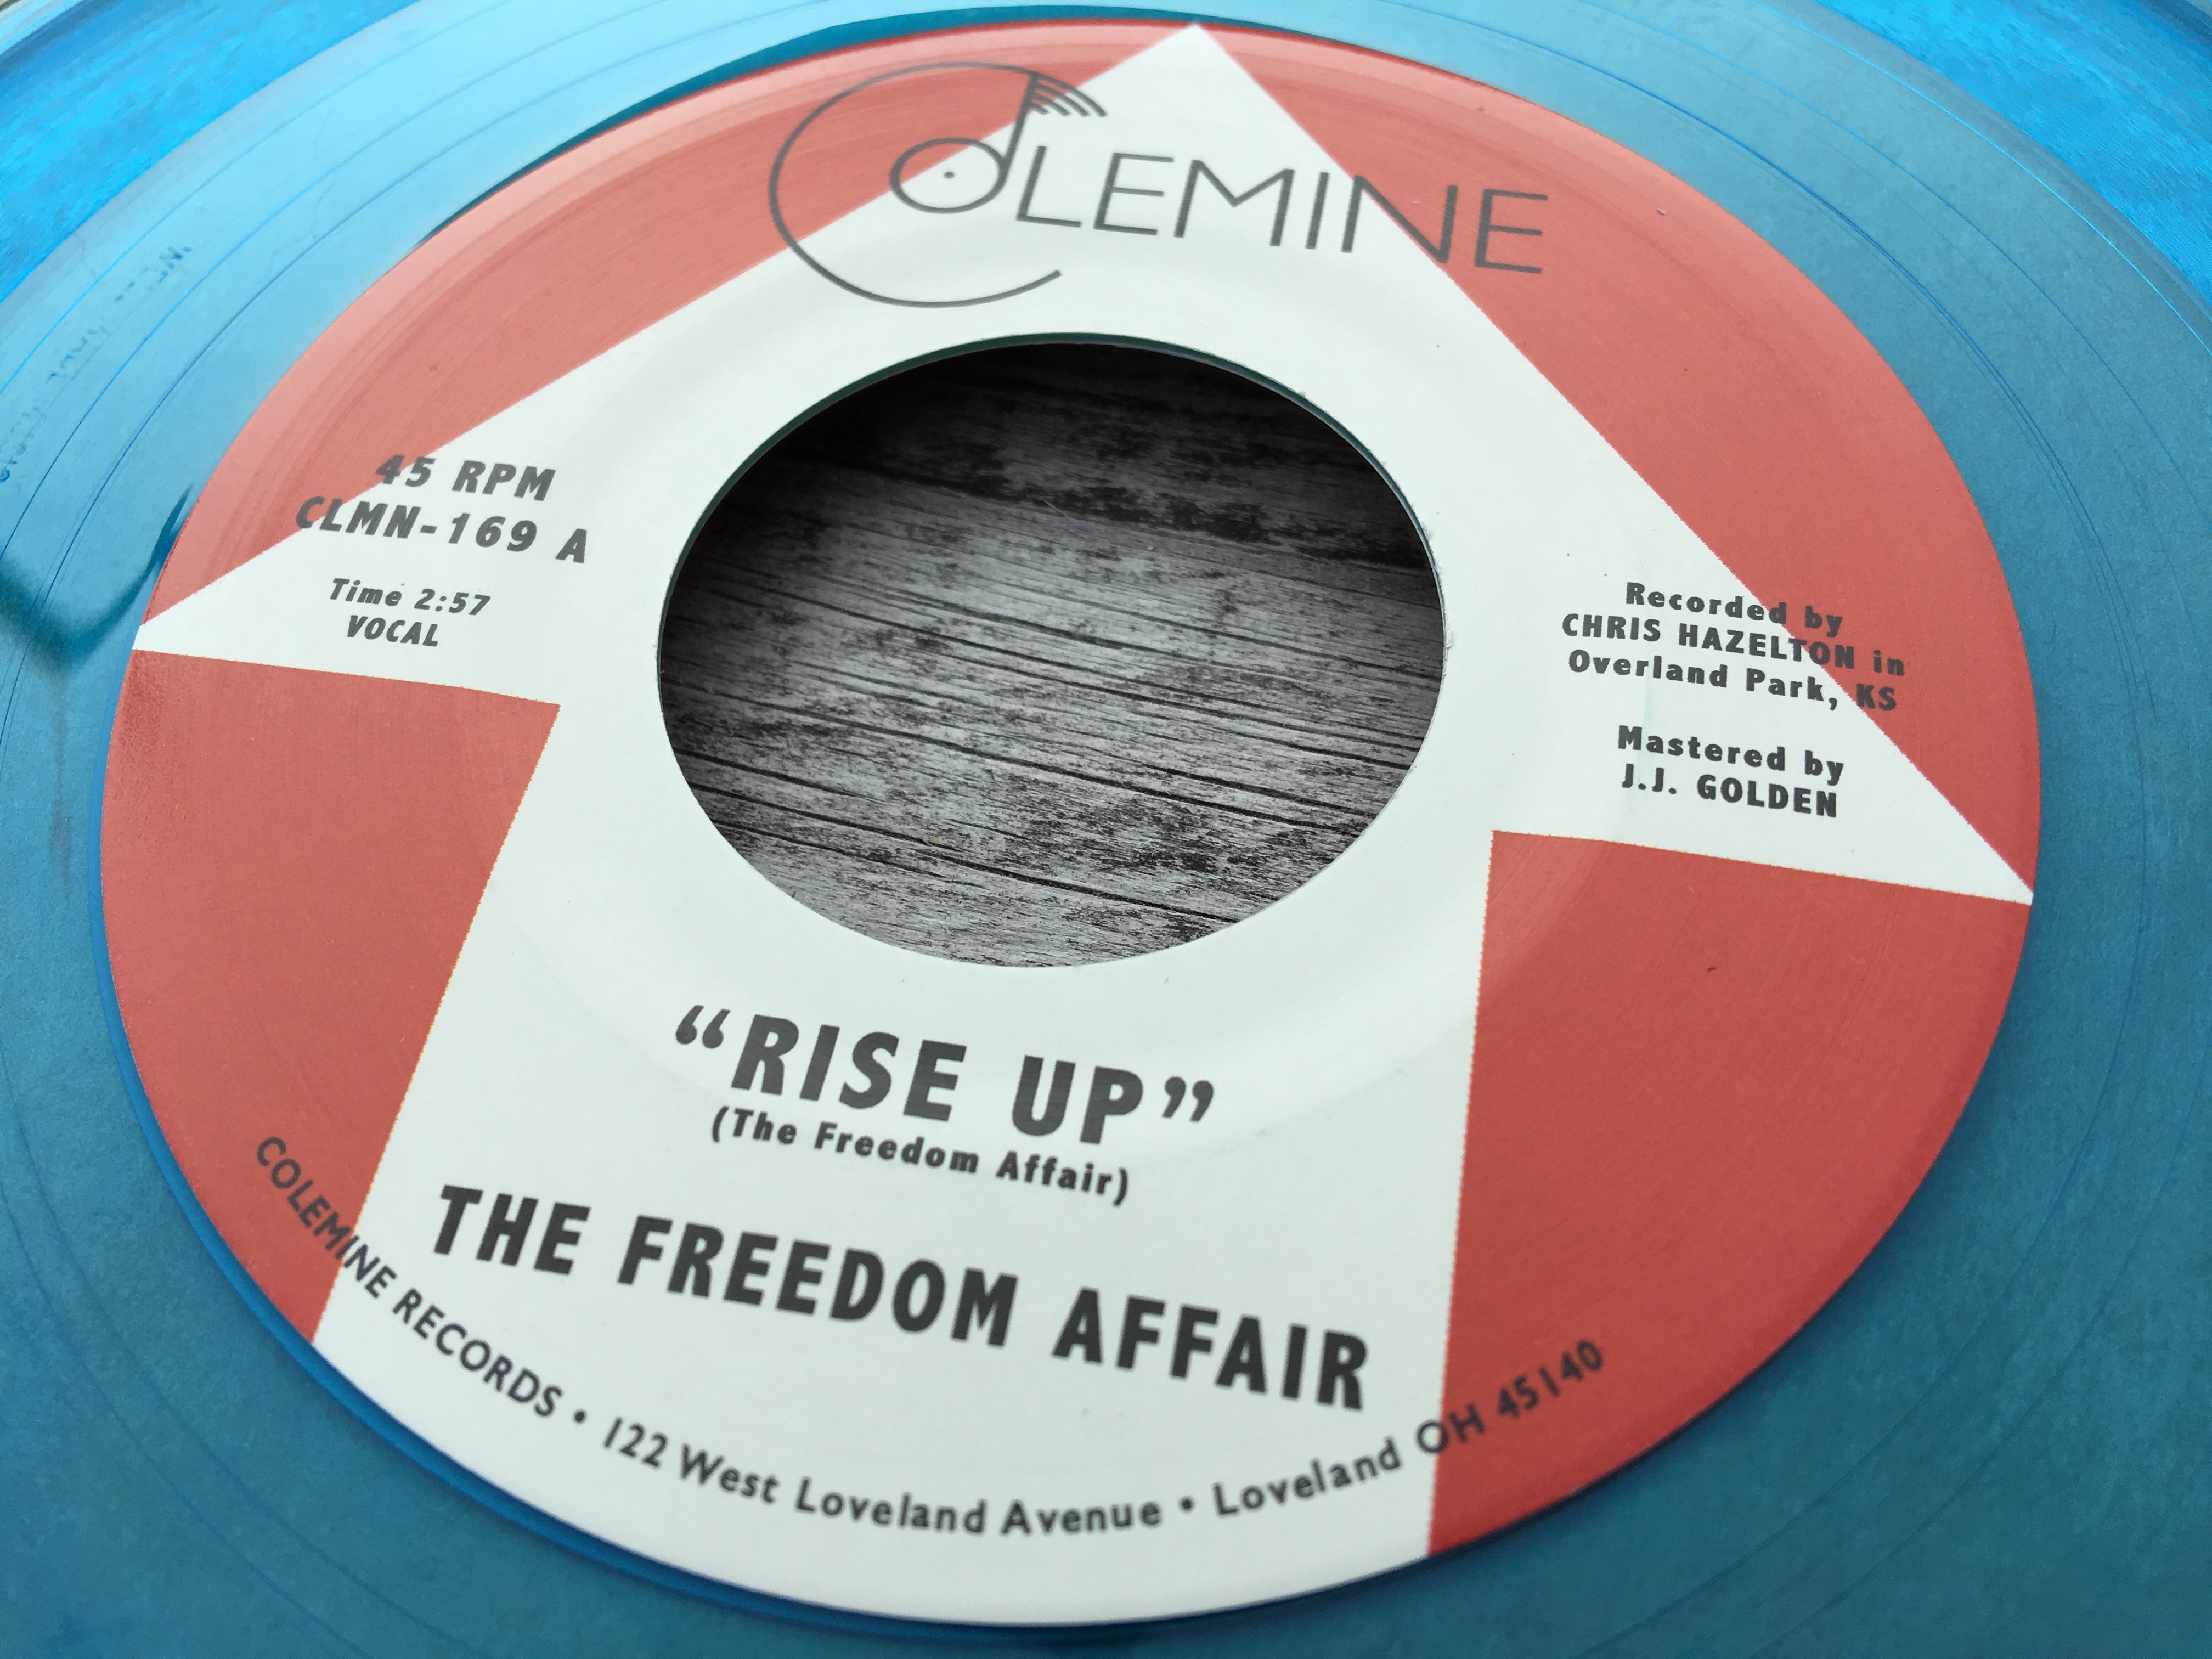 COLEMINE
45 RPM
CLMN-169 A
Time 2:57
VOCAL
Recorded by
CHRIS HAZELTON in
Overland Park, KS
Mastered by
J.J. GOLDEN
“RISE UP”
(The Freedom Affair)
THE FREEDOM AFFAIR
COLEMINE RECORDS • 122 West Loveland Avenue • Loveland OH 45140